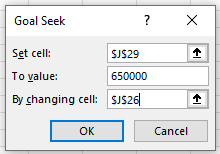 Goal Seek
Set cell: $J$29
To value: 650000
By changing cell: $J$26
OK Cancel